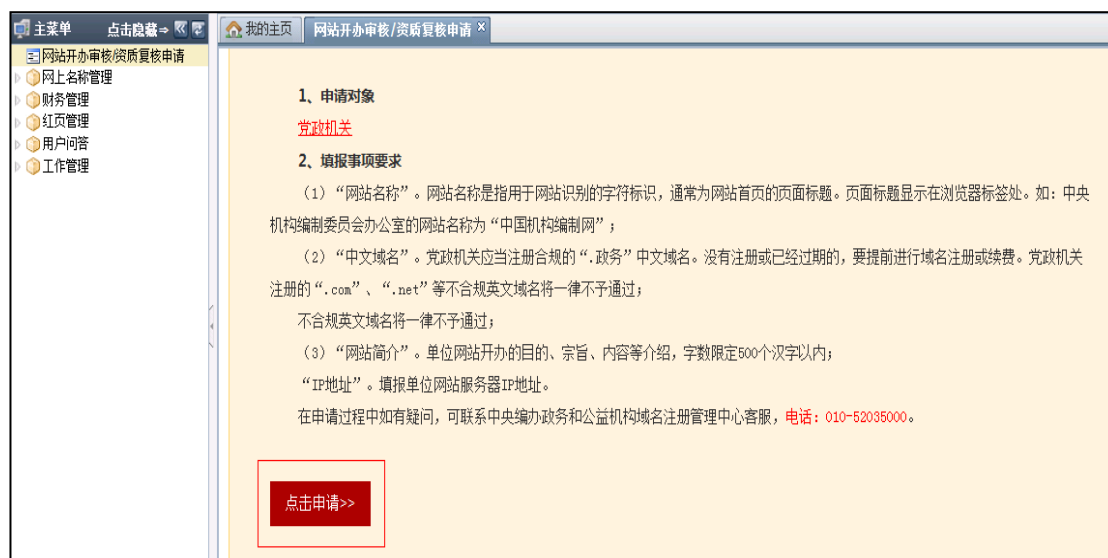 主菜单 点击隐藏⇒
我的主页 网站开办审核/资质复核申请 ×
网站开办审核/资质复核申请
网上名称管理
财务管理
红页管理
用户问答
工作管理
1、申请对象
党政机关
2、填报事项要求
（1）“网站名称”。网站名称是指用于网站识别的字符标识，通常为网站首页的页面标题。页面标题显示在浏览器标签处。如：中央
机构编制委员会办公室的网站名称为“中国机构编制网”；
（2）“中文域名”。党政机关应当注册合规的“.政务”中文域名。没有注册或已经过期的，要提前进行域名注册或续费。党政机关
注册的“.com”、“.net”等不合规英文域名将一律不予通过；
不合规英文域名将一律不予通过；
（3）“网站简介”。单位网站开办的目的、宗旨、内容等介绍，字数限定500个汉字以内；
“IP地址”。填报单位网站服务器IP地址。
在申请过程中如有疑问，可联系中央编办政务和公益机构域名注册管理中心客服，电话：010-52035000。
点击申请>>